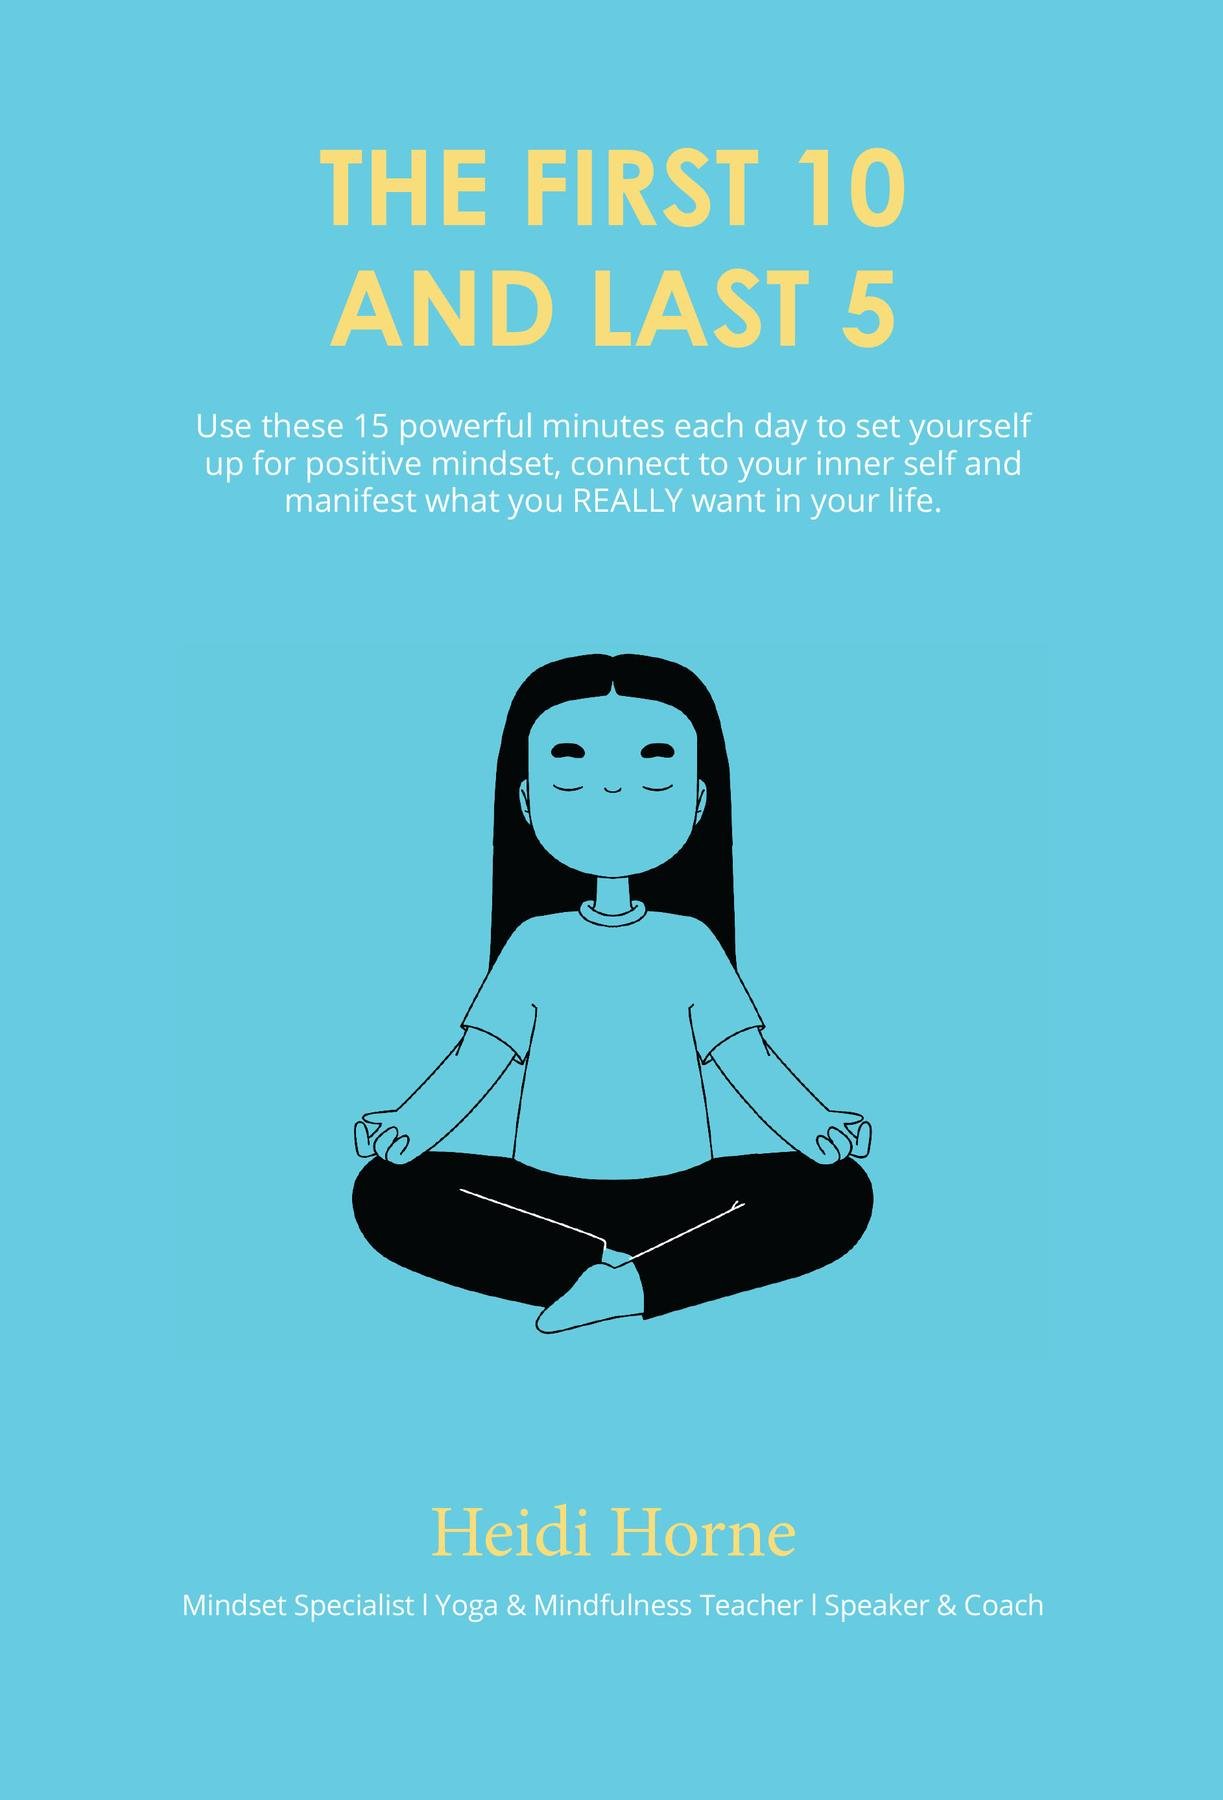 THE FIRST 10
AND LAST 5
Use these 15 powerful minutes each day to set yourself
up for positive mindset, connect to your inner self and
manifest what you REALLY want in your life.
Heidi Horne
Mindset Specialist l Yoga & Mindfulness Teacher l Speaker & Coach